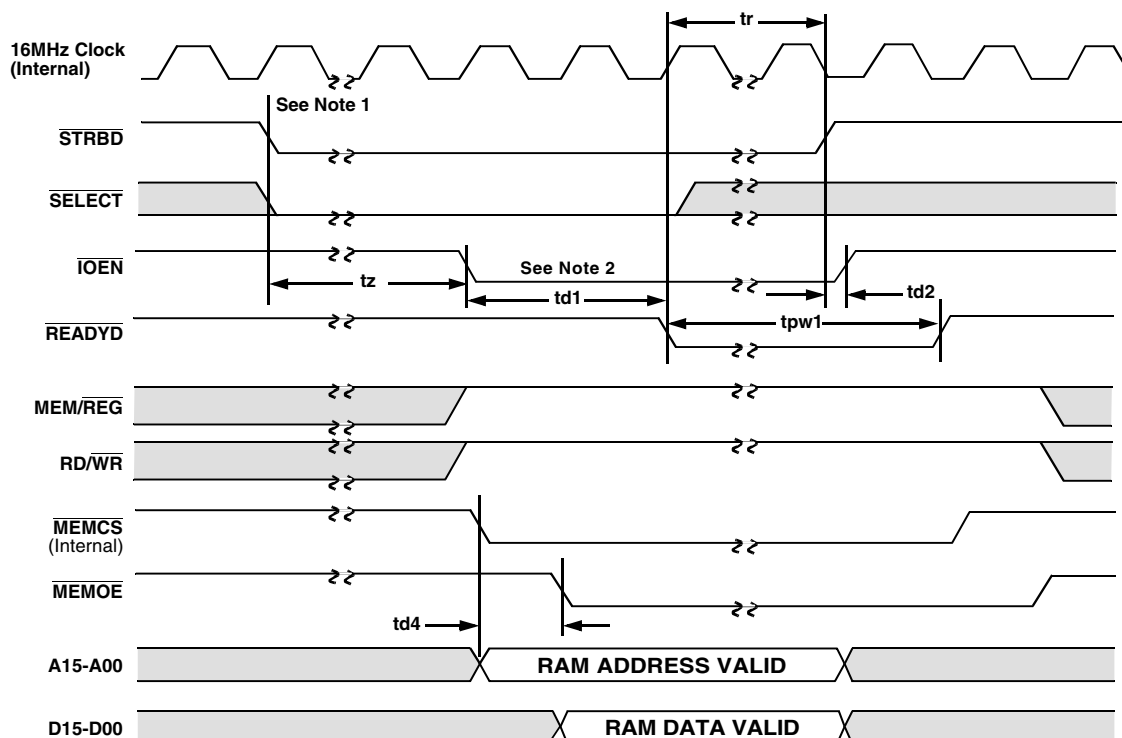 tr
16MHz Clock
(Internal)
See Note 1
STRBD
SELECT
IOEN
See Note 2
tz
td1
td2
READYD
tpw1
MEM/REG
RD/WR
MEMCS
(Internal)
MEMOE
td4
A15-A00
RAM ADDRESS VALID
D15-D00
RAM DATA VALID